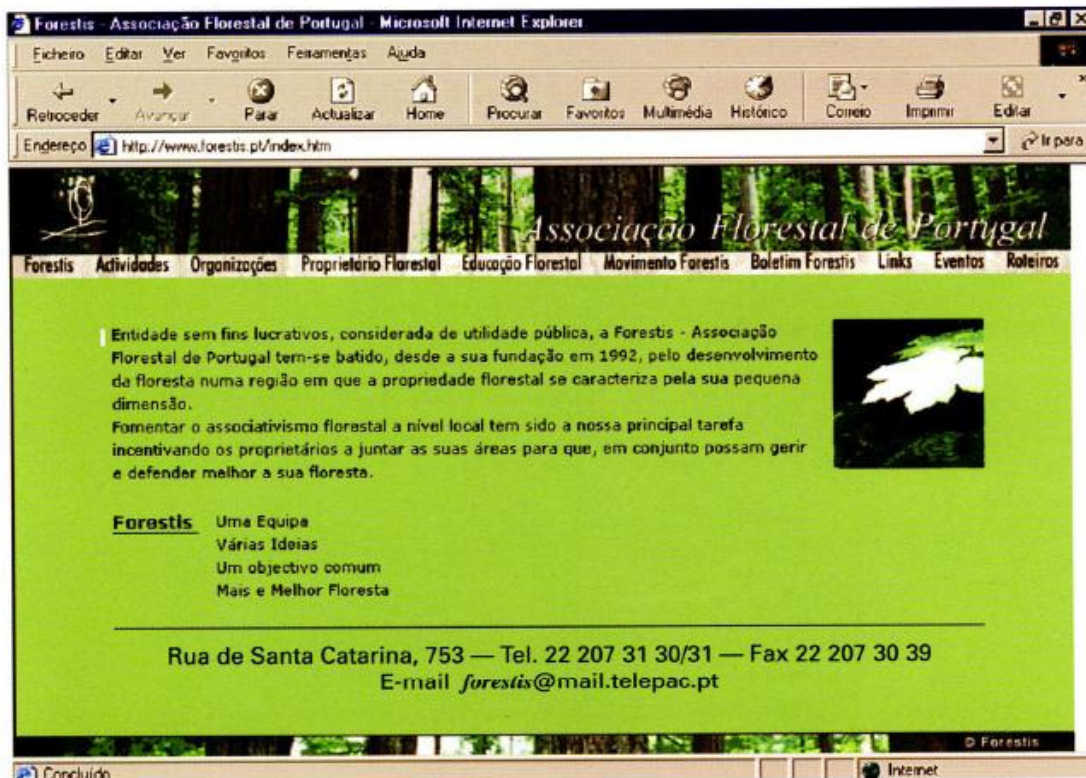 Forestis - Associação Florestal de Portugal - Microsoft Internet Explorer
Ficheiro Editar Ver Favoritos Ferramentas Ajuda
Retroceder Avançar Parar Actualizar Home Procurar Favoritos Multimédia Histórico Correio Imprimir Editar
Endereço http://www.forestis.pt/index.htm Ir para
Associação Florestal de Portugal
Forestis Actividades Organizações Proprietário Florestal Educação Florestal Movimento Forestis Boletim Forestis Links Eventos Roteiros
Entidade sem fins lucrativos, considerada de utilidade pública, a Forestis - Associação
Florestal de Portugal tem-se batido, desde a sua fundação em 1992, pelo desenvolvimento
da floresta numa região em que a propriedade florestal se caracteriza pela sua pequena
dimensão.
Fomentar o associativismo florestal a nível local tem sido a nossa principal tarefa
incentivando os proprietários a juntar as suas áreas para que, em conjunto possam gerir
e defender melhor a sua floresta.
Forestis Uma Equipa
Várias Ideias
Um objectivo comum
Mais e Melhor Floresta
Rua de Santa Catarina, 753 — Tel. 22 207 31 30/31 — Fax 22 207 30 39
E-mail forestis@mail.telepac.pt
© Forestis
Concluído Internet